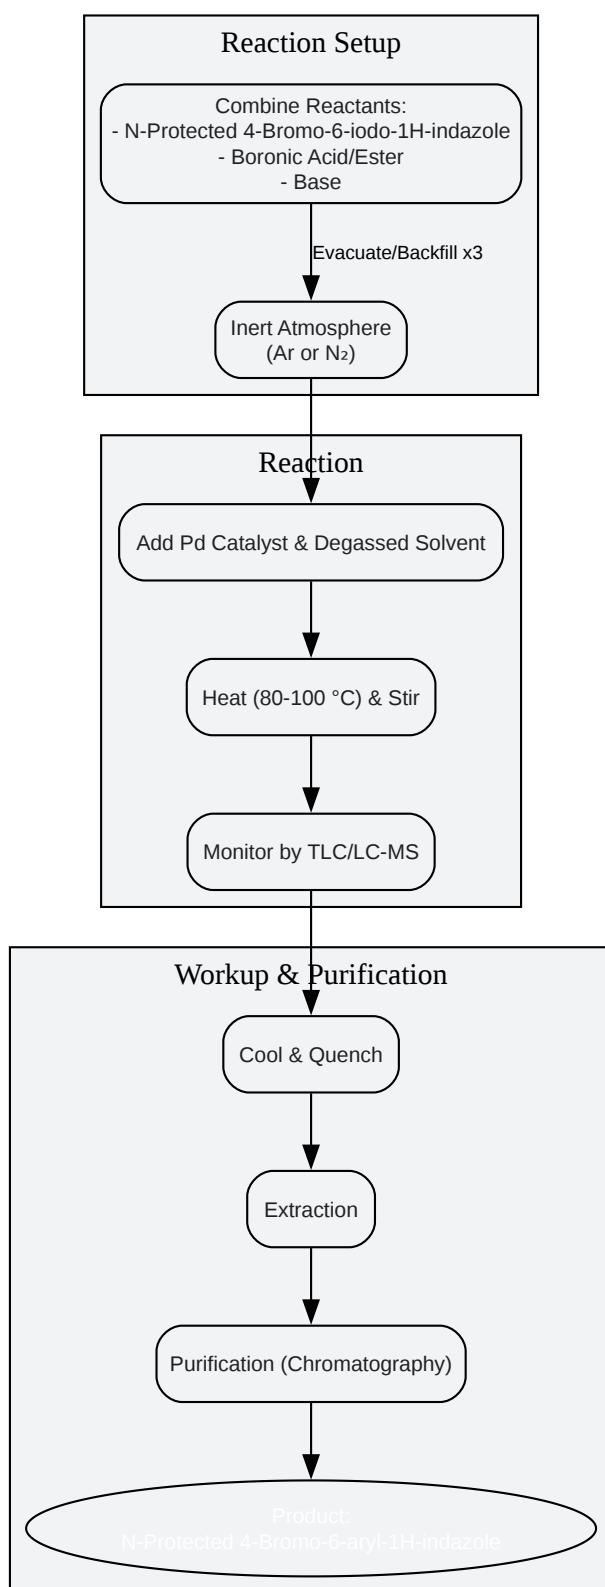 Reaction Setup
Combine Reactants:
- N-Protected 4-Bromo-6-iodo-1H-indazole
- Boronic Acid/Ester
- Base
Evacuate/Backfill x3
Inert Atmosphere
(Ar or N₂)
Reaction
Add Pd Catalyst & Degassed Solvent
Heat (80-100 °C) & Stir
Monitor by TLC/LC-MS
Workup & Purification
Cool & Quench
Extraction
Purification (Chromatography)
Product:
N-Protected 4-Bromo-6-aryl-1H-indazole